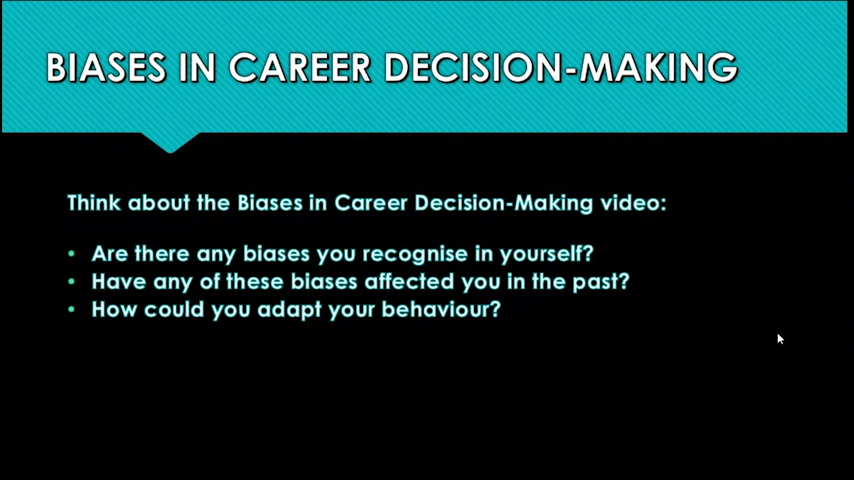 BIASES IN CAREER DECISION-MAKING
Think about the Biases in Career Decision-Making video:
• Are there any biases you recognise in yourself?
• Have any of these biases affected you in the past?
• How could you adapt your behaviour?